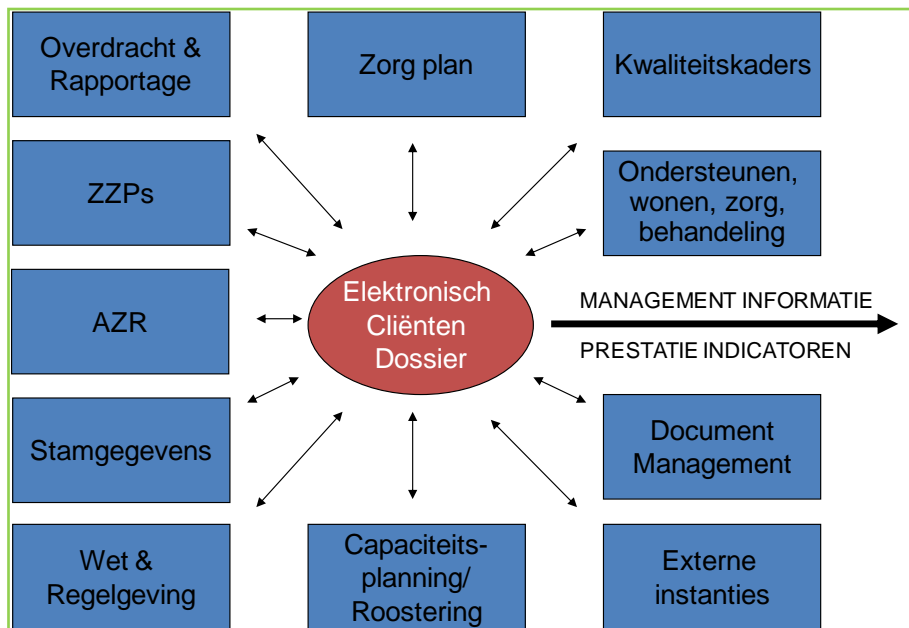 Overdracht &
Rapportage
Zorg plan
Kwaliteitskaders
ZZPs
Ondersteunen,
wonen, zorg,
behandeling
AZR
Elektronisch
Cliënten
Dossier
MANAGEMENT INFORMATIE
PRESTATIE INDICATOREN
Stamgegevens
Document
Management
Wet &
Regelgeving
Capaciteits-
planning/
Roostering
Externe
instanties